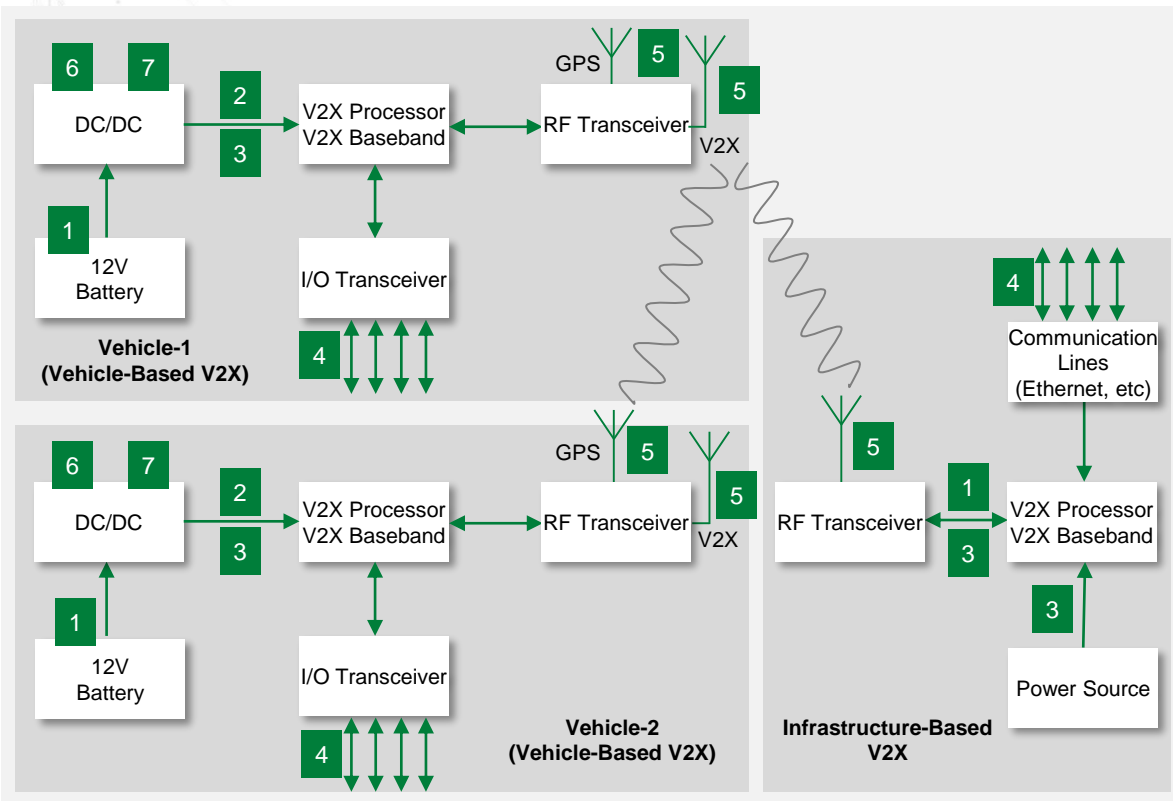 6
7
GPS
5
5
DC/DC
2
3
V2X Processor
V2X Baseband
RF Transceiver
V2X
1
12V
Battery
I/O Transceiver
4
Vehicle-1
(Vehicle-Based V2X)
6
7
GPS
5
5
DC/DC
2
3
V2X Processor
V2X Baseband
RF Transceiver
V2X
1
12V
Battery
I/O Transceiver
4
Vehicle-2
(Vehicle-Based V2X)
4
Communication
Lines
(Ethernet, etc)
5
RF Transceiver
1
3
V2X Processor
V2X Baseband
3
Power Source
Infrastructure-Based
V2X